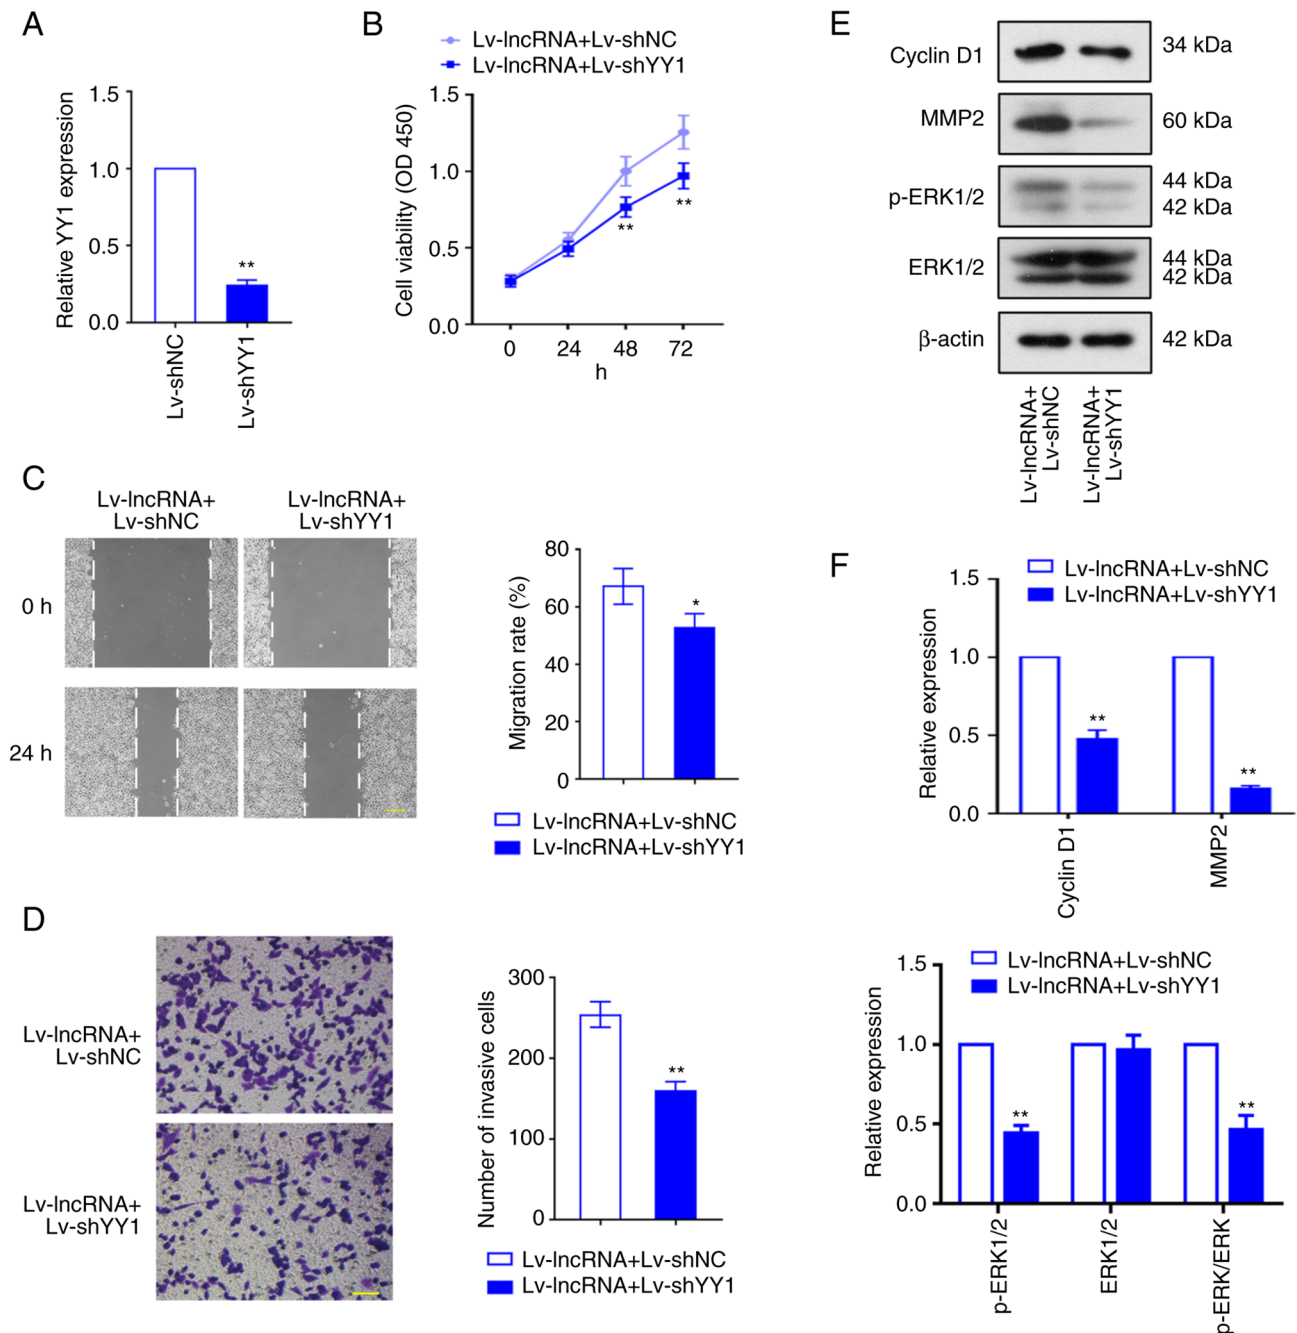 A
1.5
1.0
0.5
0.0
Relative YY1 expression
**
Lv-shNC
Lv-shYY1
B
Lv-lncRNA+Lv-shNC
Lv-lncRNA+Lv-shYY1
1.5
1.0
0.5
0.0
Cell viability (OD 450)
**
**
0 24 48 72
h
E
Cyclin D1 34 kDa
MMP2 60 kDa
p-ERK1/2 44 kDa
42 kDa
ERK1/2 44 kDa
42 kDa
β-actin 42 kDa
Lv-lncRNA+
Lv-shNC
Lv-lncRNA+
Lv-shYY1
C
Lv-lncRNA+
Lv-shNC
Lv-lncRNA+
Lv-shYY1
0 h
24 h
80
60
40
20
0
Migration rate (%)
*
Lv-lncRNA+Lv-shNC
Lv-lncRNA+Lv-shYY1
F
Lv-lncRNA+Lv-shNC
Lv-lncRNA+Lv-shYY1
1.5
1.0
0.5
0.0
Relative expression
**
**
Cyclin D1
MMP2
D
Lv-lncRNA+
Lv-shNC
Lv-lncRNA+
Lv-shYY1
300
200
100
0
Number of invasive cells
**
Lv-lncRNA+Lv-shNC
Lv-lncRNA+Lv-shYY1
Lv-lncRNA+Lv-shNC
Lv-lncRNA+Lv-shYY1
1.5
1.0
0.5
0.0
Relative expression
**
**
p-ERK1/2
ERK1/2
p-ERK/ERK